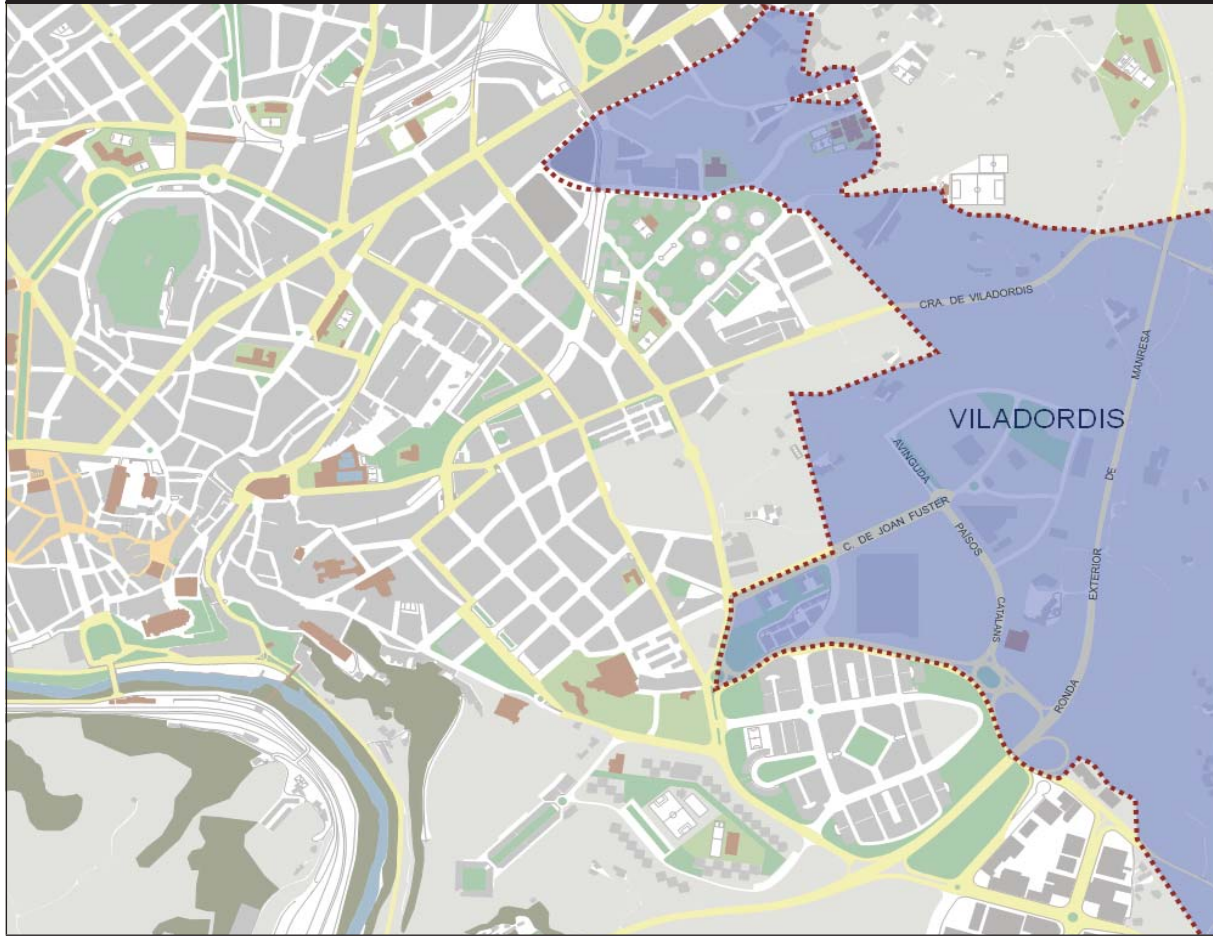 CRA. DE VILADORDIS
VILADORDIS
AVINGUDA
PAÏSOS
CATALANS
C. DE JOAN FUSTER
RONDA
EXTERIOR
DE
MANRESA